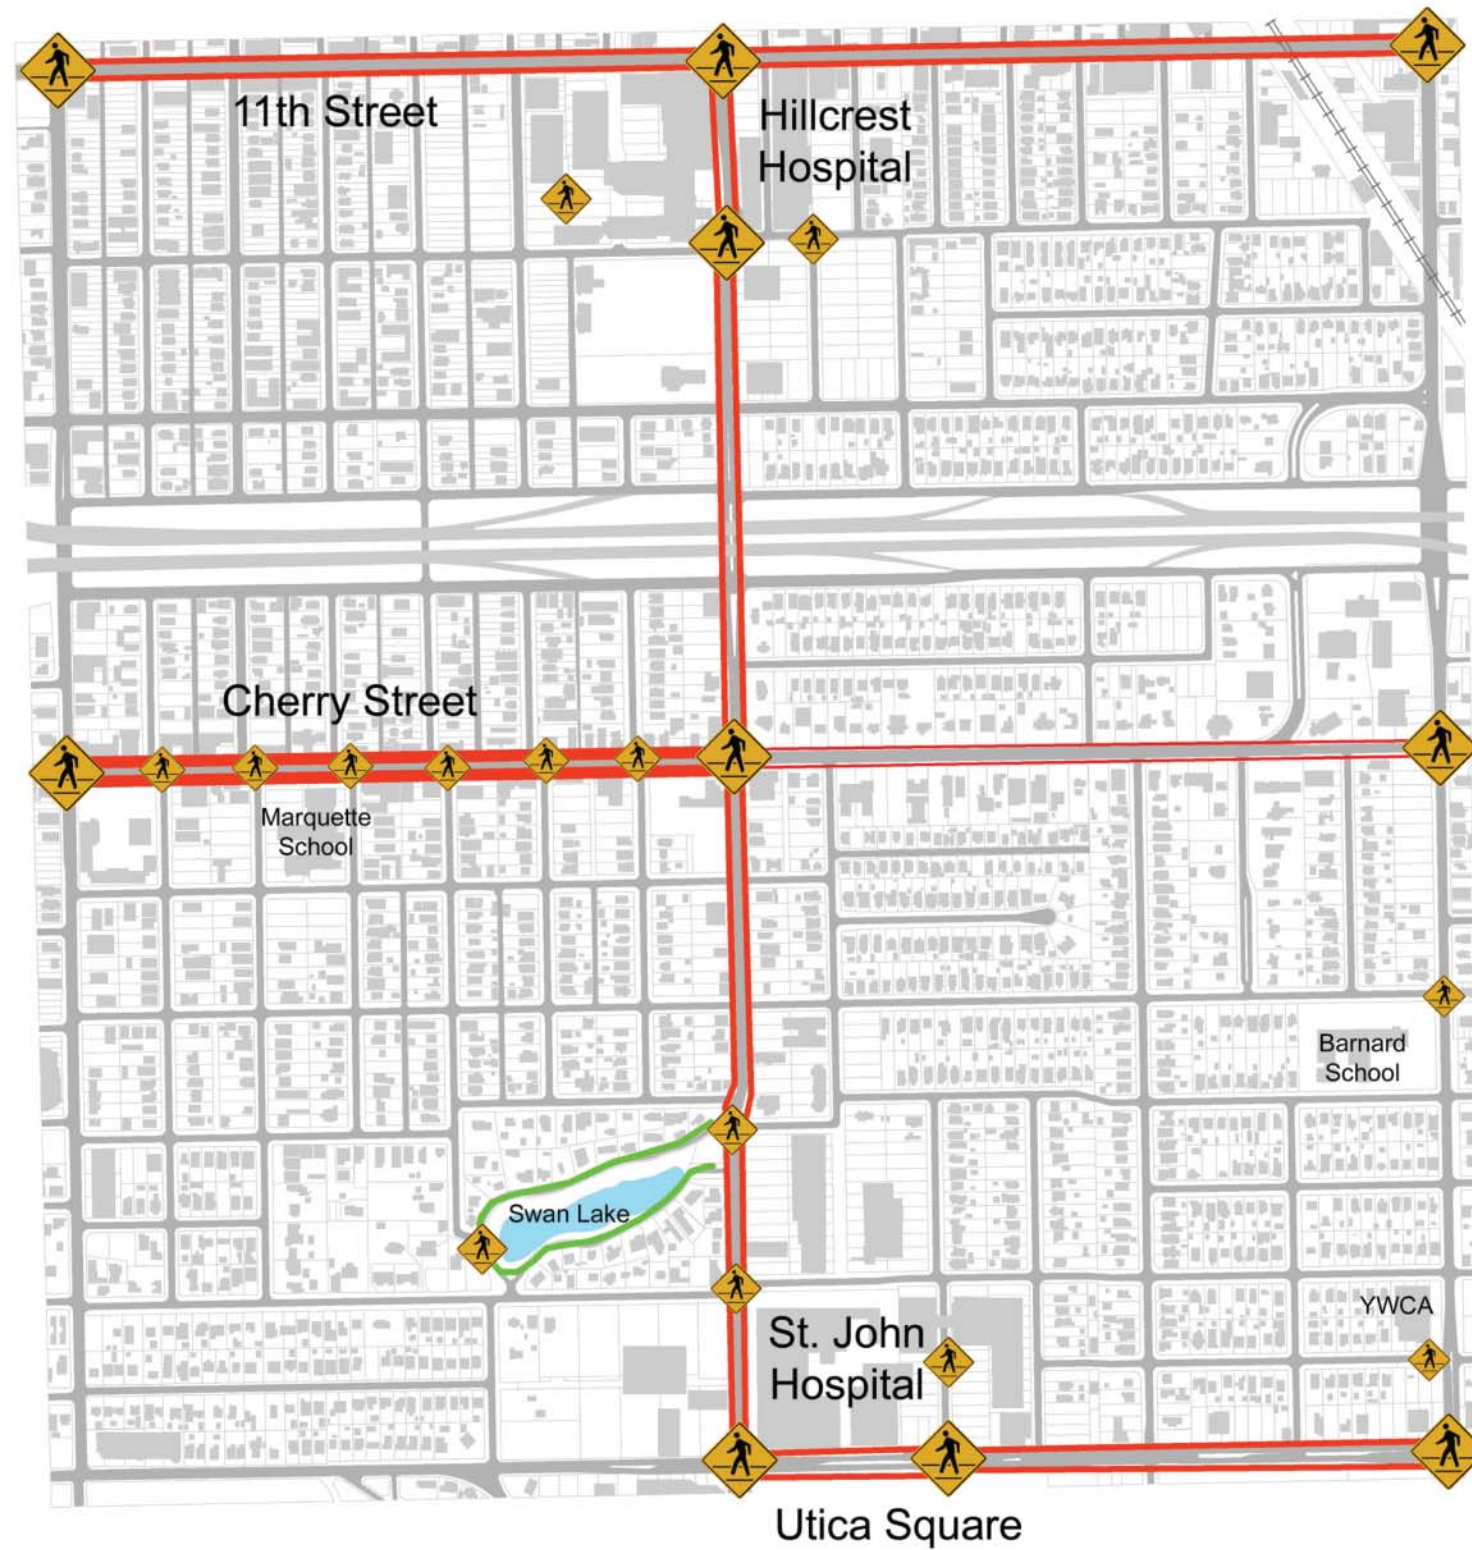 11th Street
Hillcrest
Hospital
Cherry Street
Marquette
School
Barnard
School
Swan Lake
YWCA
St. John
Hospital
Utica Square